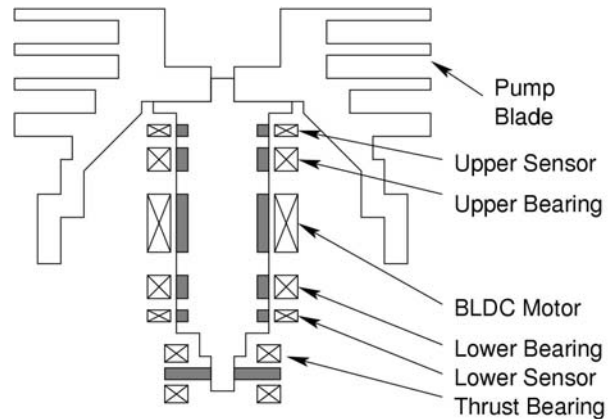 Pump
Blade
Upper Sensor
Upper Bearing
BLDC Motor
Lower Bearing
Lower Sensor
Thrust Bearing